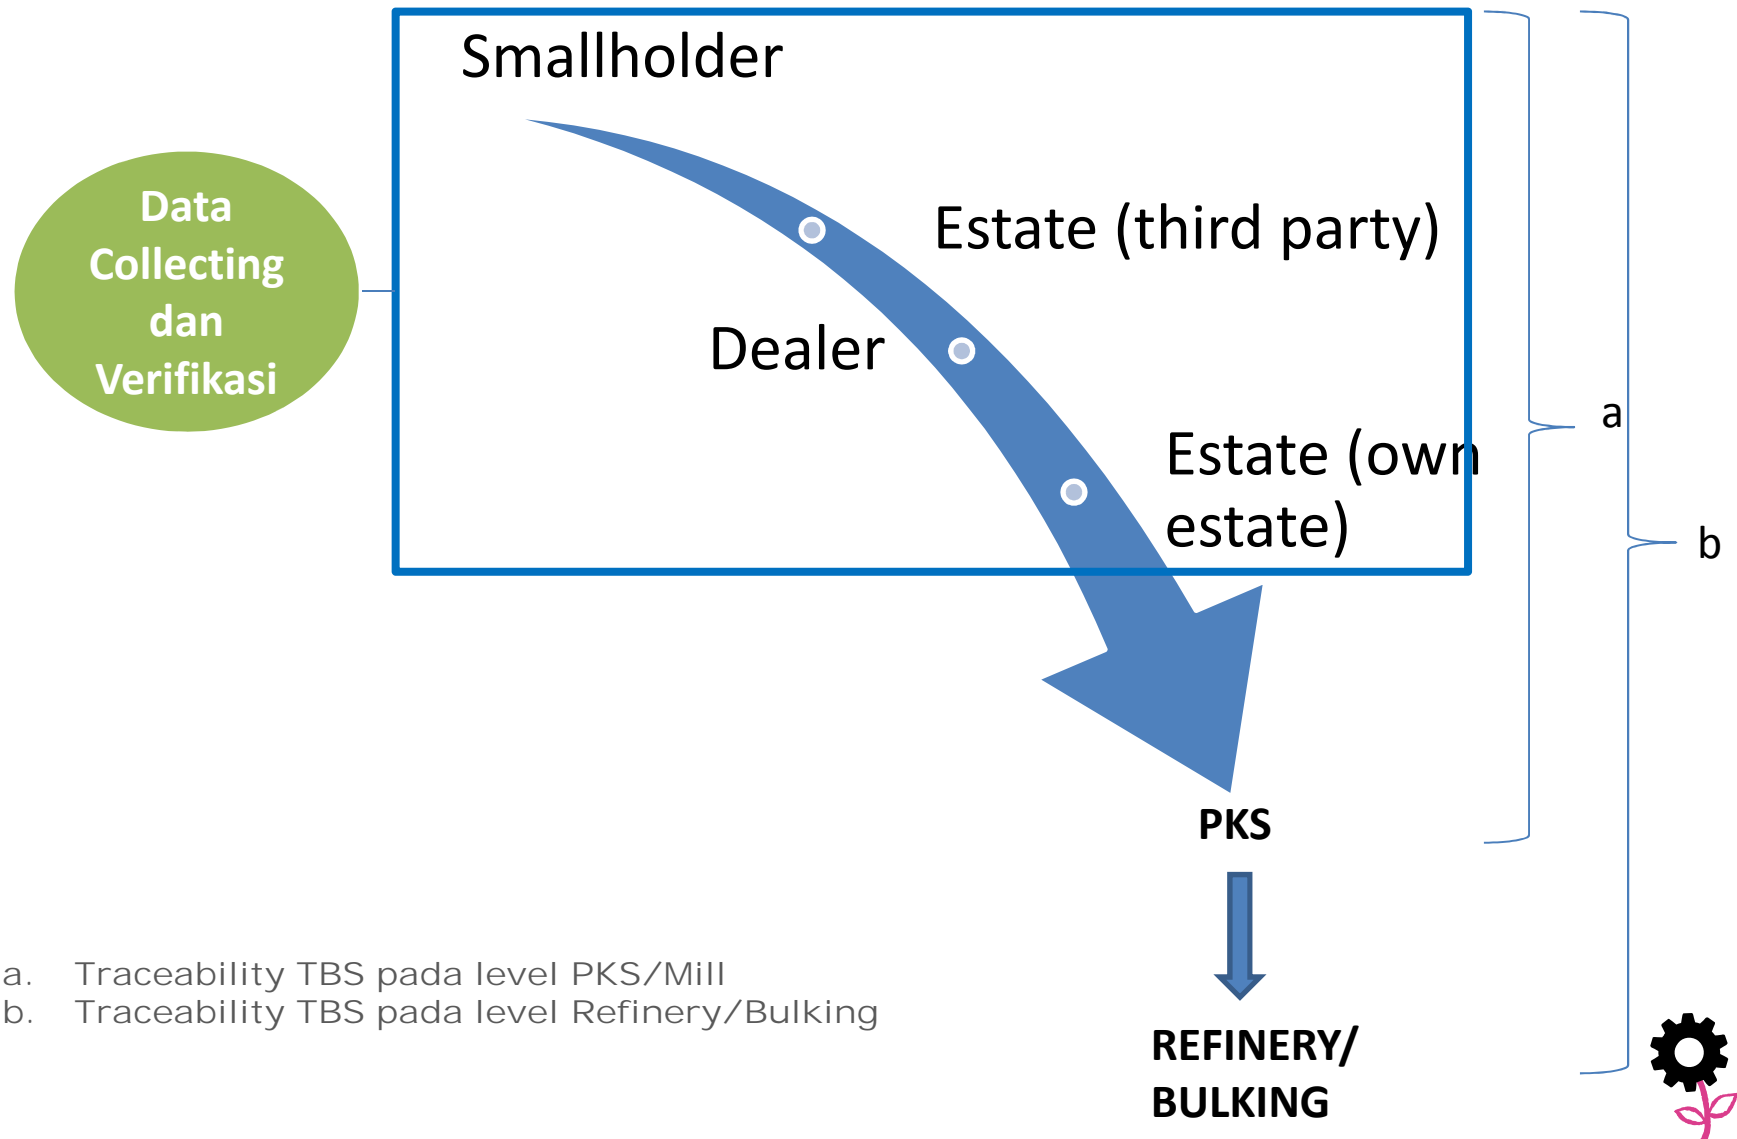 Smallholder
Data
Collecting
dan
Verifikasi
Estate (third party)
Dealer
Estate (own
estate)
a
b
PKS
a. Traceability TBS pada level PKS/Mill
b. Traceability TBS pada level Refinery/Bulking
REFINERY/
BULKING